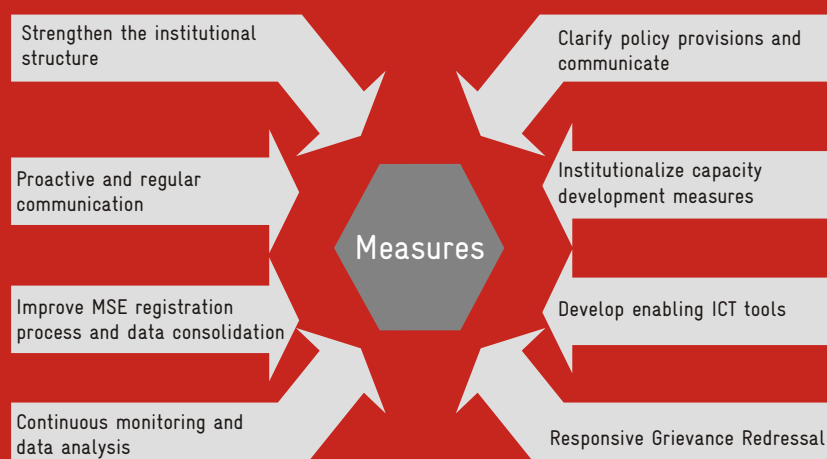 Strengthen the institutional
structure
Clarify policy provisions and
communicate
Proactive and regular
communication
Institutionalize capacity
development measures
Measures
Improve MSE registration
process and data consolidation
Develop enabling ICT tools
Continuous monitoring and
data analysis
Responsive Grievance Redressal